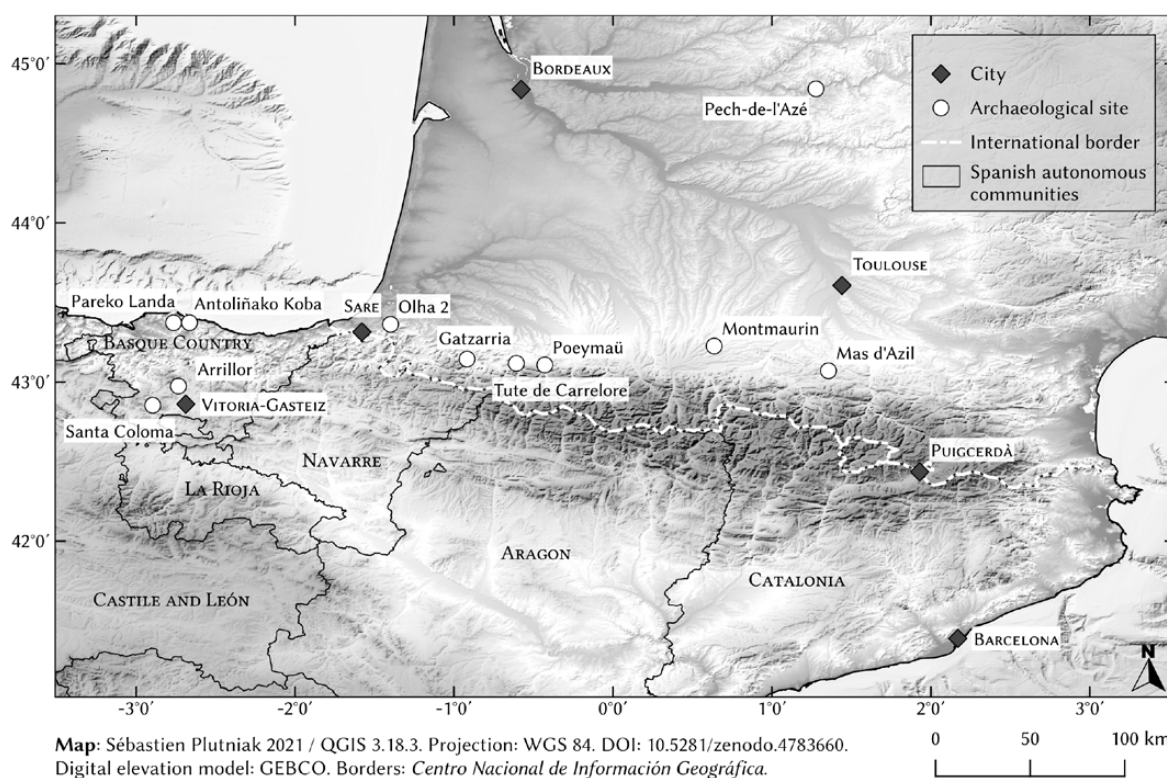 45°0′
BORDEAUX
Pech-de-l'Azé
City
Archaeological site
International border
Spanish autonomous
communities
44°0′
TOULOUSE
Pareko Landa
Antoliñako Koba
SARE
Olha 2
BASQUE COUNTRY
Gatzarria
Poeymaü
Montmaurin
Mas d'Azil
Arrillor
43°0′
Tute de Carrelore
VITORIA-GASTEIZ
Santa Coloma
NAVARRE
PUIGCERDÀ
LA RIOJA
42°0′
ARAGON
CATALONIA
CASTILE AND LEÓN
BARCELONA
N
-3°0′ -2°0′ -1°0′ 0°0′ 1°0′ 2°0′ 3°0′
Map: Sébastien Plutniak 2021 / QGIS 3.18.3. Projection: WGS 84. DOI: 10.5281/zenodo.4783660.
Digital elevation model: GEBCO. Borders: Centro Nacional de Información Geográfica.
0 50 100 km